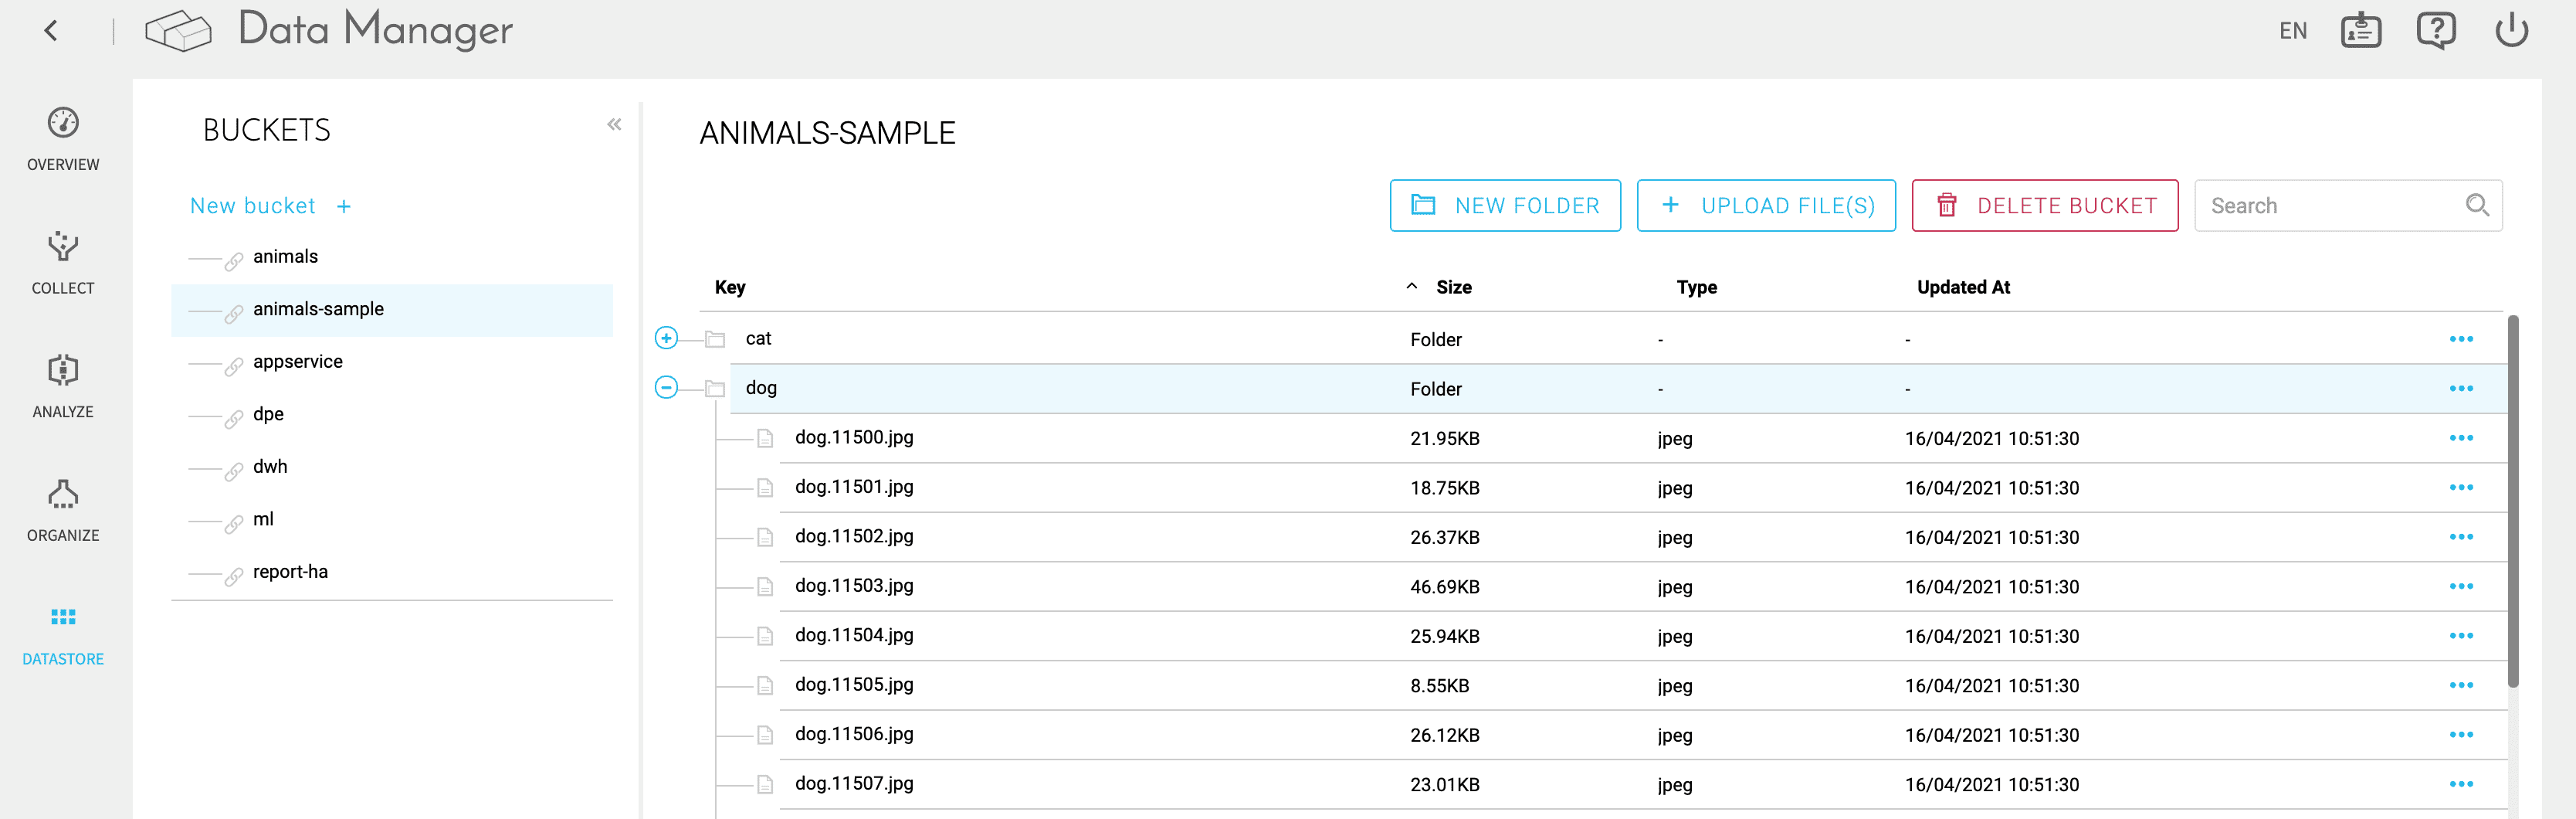 Data Manager
EN
OVERVIEW
COLLECT
ANALYZE
ORGANIZE
DATASTORE
BUCKETS
New bucket +
animals
animals-sample
appservice
dpe
dwh
ml
report-ha
ANIMALS-SAMPLE
NEW FOLDER + UPLOAD FILE(S) DELETE BUCKET Search
Key Size Type Updated At
cat Folder - -
dog Folder - -
dog.11500.jpg 21.95KB jpeg 16/04/2021 10:51:30
dog.11501.jpg 18.75KB jpeg 16/04/2021 10:51:30
dog.11502.jpg 26.37KB jpeg 16/04/2021 10:51:30
dog.11503.jpg 46.69KB jpeg 16/04/2021 10:51:30
dog.11504.jpg 25.94KB jpeg 16/04/2021 10:51:30
dog.11505.jpg 8.55KB jpeg 16/04/2021 10:51:30
dog.11506.jpg 26.12KB jpeg 16/04/2021 10:51:30
dog.11507.jpg 23.01KB jpeg 16/04/2021 10:51:30